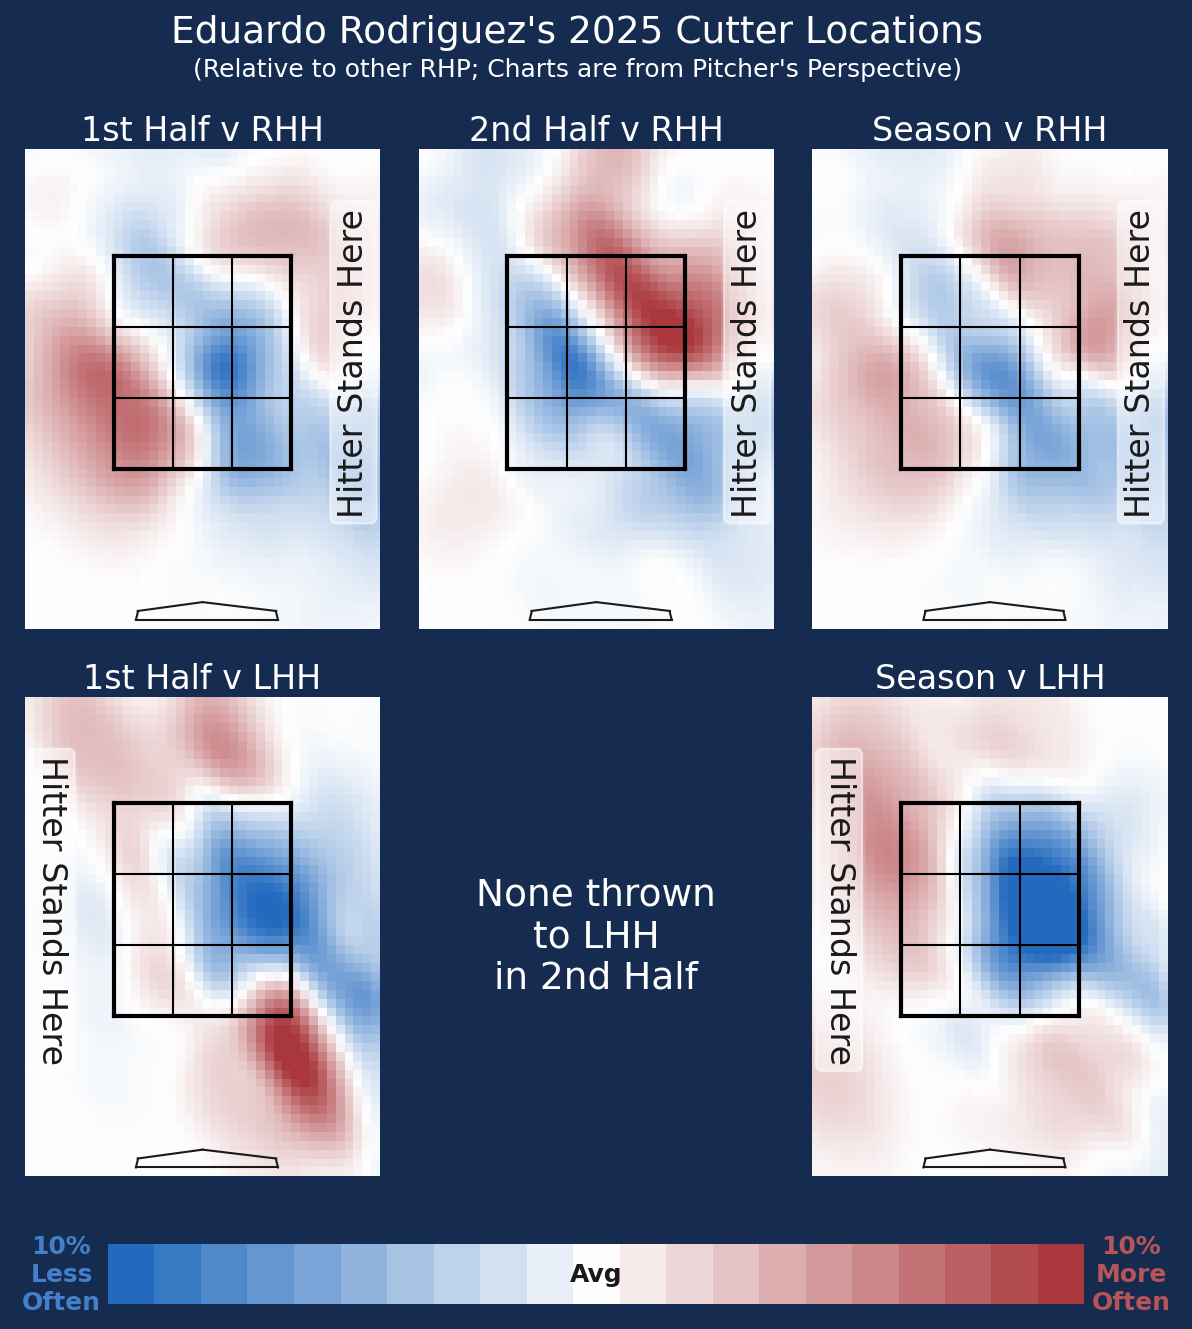 Eduardo Rodriguez's 2025 Cutter Locations
(Relative to other RHP; Charts are from Pitcher's Perspective)
1st Half v RHH
2nd Half v RHH
Season v RHH
Hitter Stands Here
Hitter Stands Here
Hitter Stands Here
1st Half v LHH
Season v LHH
Hitter Stands Here
None thrown
to LHH
in 2nd Half
Hitter Stands Here
10%
Less
Often
Avg
10%
More
Often